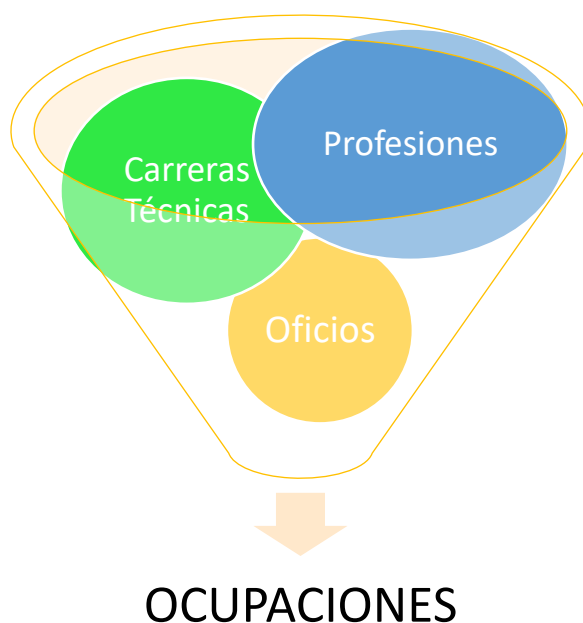 Profesiones
Carreras
Técnicas
Oficios
OCUPACIONES